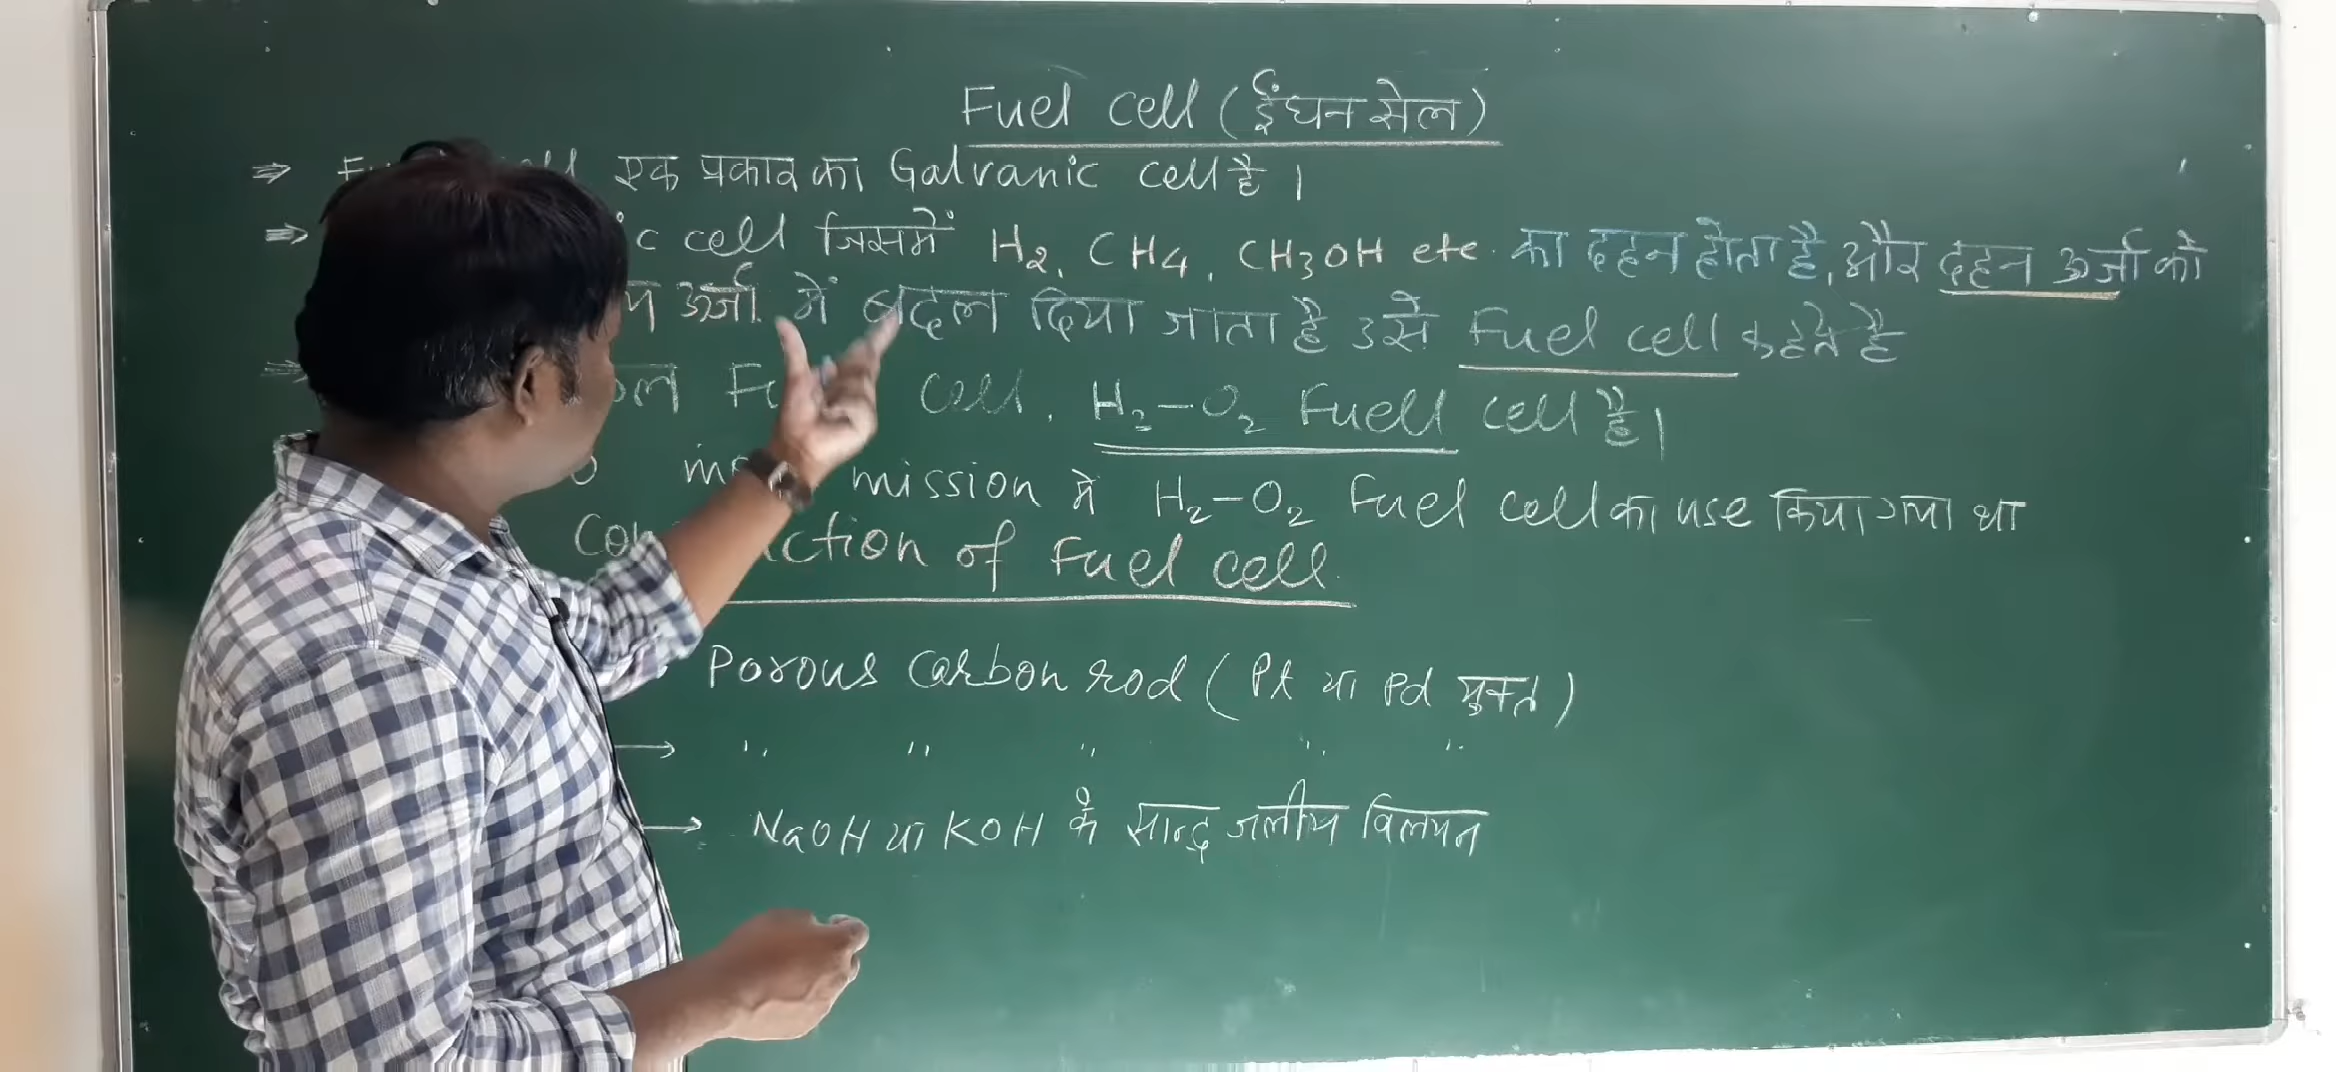 Fuel cell (ईंधन सेल)
⇒ एक प्रकार का Galvanic cell है।
⇒ cell जिसमें H2, CH4, CH3OH etc. का दहन होता है, और दहन ऊर्जा को
ऊर्जा में बदल दिया जाता है उसे Fuel cell कहते है
⇒ cell, H2-O2 Fuell cell है।
mission में H2-O2 Fuel cell का use किया गया था
of Fuel cell.
Porous Carbon rod (Pt या Pd युक्त)
→ " " " " "
→ NaOH या KOH के सान्द्र जलीय विलयन